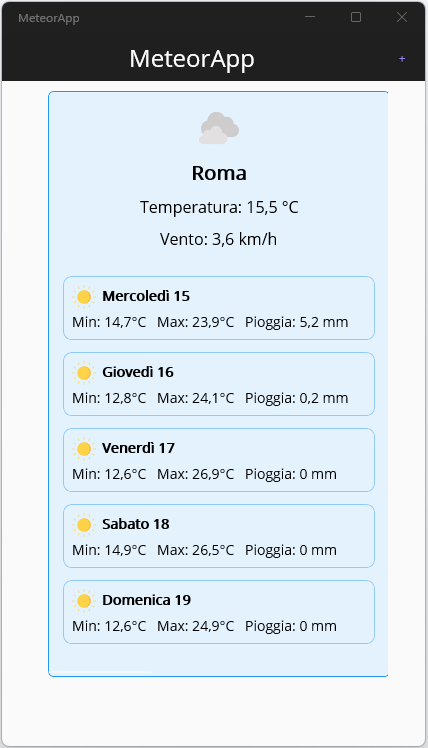 MeteorApp
MeteorApp +
Roma
Temperatura: 15,5 °C
Vento: 3,6 km/h
Mercoledì 15
Min: 14,7°C Max: 23,9°C Pioggia: 5,2 mm
Giovedì 16
Min: 12,8°C Max: 24,1°C Pioggia: 0,2 mm
Venerdì 17
Min: 12,6°C Max: 26,9°C Pioggia: 0 mm
Sabato 18
Min: 14,9°C Max: 26,5°C Pioggia: 0 mm
Domenica 19
Min: 12,6°C Max: 24,9°C Pioggia: 0 mm